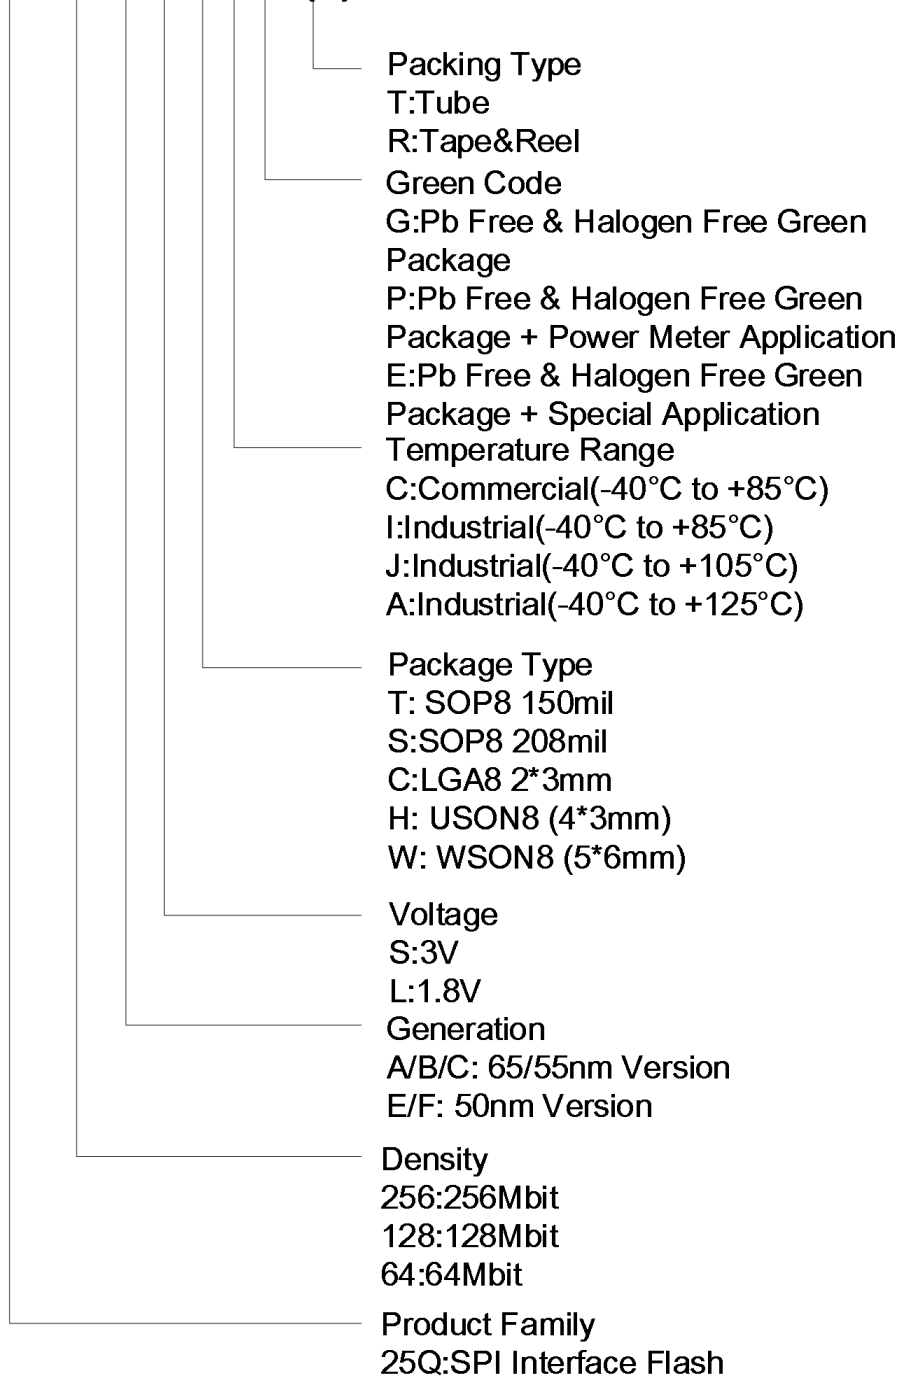 Packing Type
T:Tube
R:Tape&Reel
Green Code
G:Pb Free & Halogen Free Green
Package
P:Pb Free & Halogen Free Green
Package + Power Meter Application
E:Pb Free & Halogen Free Green
Package + Special Application
Temperature Range
C:Commercial(-40°C to +85°C)
I:Industrial(-40°C to +85°C)
J:Industrial(-40°C to +105°C)
A:Industrial(-40°C to +125°C)
Package Type
T: SOP8 150mil
S:SOP8 208mil
C:LGA8 2*3mm
H: USON8 (4*3mm)
W: WSON8 (5*6mm)
Voltage
S:3V
L:1.8V
Generation
A/B/C: 65/55nm Version
E/F: 50nm Version
Density
256:256Mbit
128:128Mbit
64:64Mbit
Product Family
25Q:SPI Interface Flash